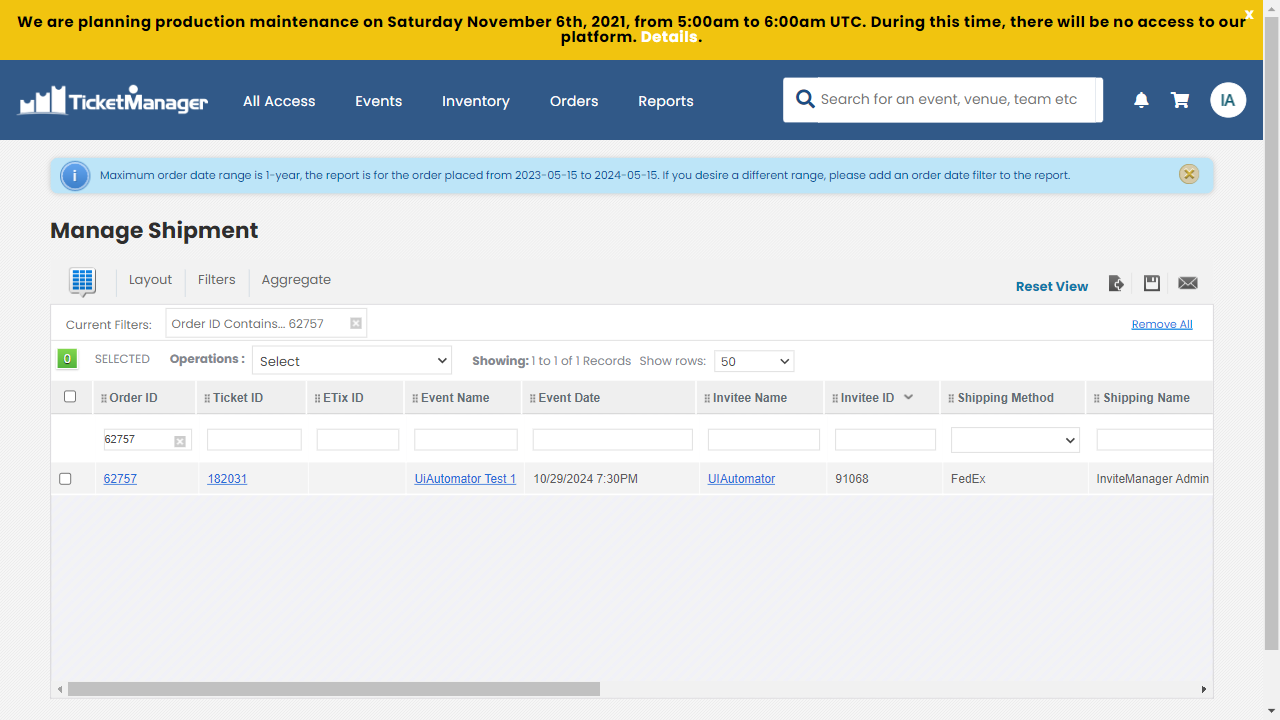 We are planning production maintenance on Saturday November 6th, 2021, from 5:00am to 6:00am UTC. During this time, there will be no access to our
platform. Details.
x
TicketManager All Access Events Inventory Orders Reports Search for an event, venue, team etc IA
i Maximum order date range is 1-year, the report is for the order placed from 2023-05-15 to 2024-05-15. If you desire a different range, please add an order date filter to the report.
Manage Shipment
Layout Filters Aggregate Reset View
Current Filters: Order ID Contains... 62757 Remove All
0 SELECTED Operations : Select Showing: 1 to 1 of 1 Records Show rows: 50
Order ID Ticket ID ETix ID Event Name Event Date Invitee Name Invitee ID Shipping Method Shipping Name
62757
62757 182031 UiAutomator Test 1 10/29/2024 7:30PM UIAutomator 91068 FedEx InviteManager Admin